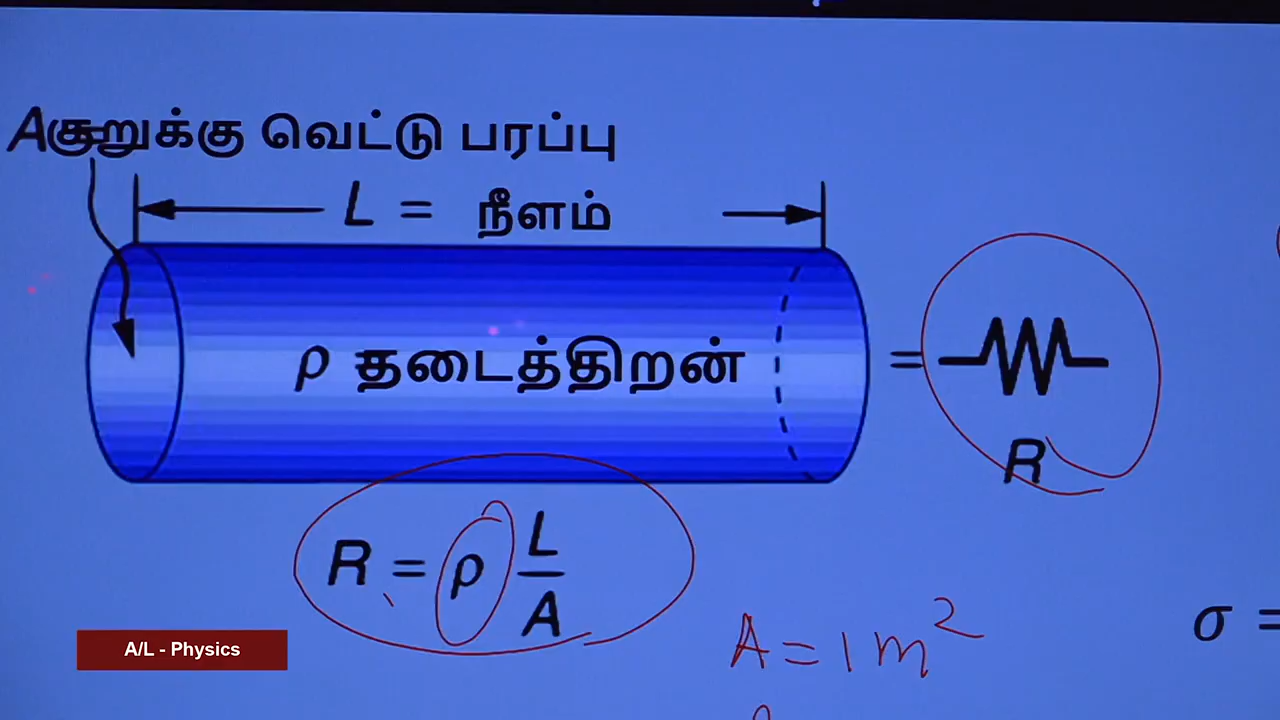 A குறுக்கு வெட்டு பரப்பு
L = நீளம்
ρ தடைத்திறன்
=
R
R = ρ L/A
A = 1 m²
σ =
A/L - Physics